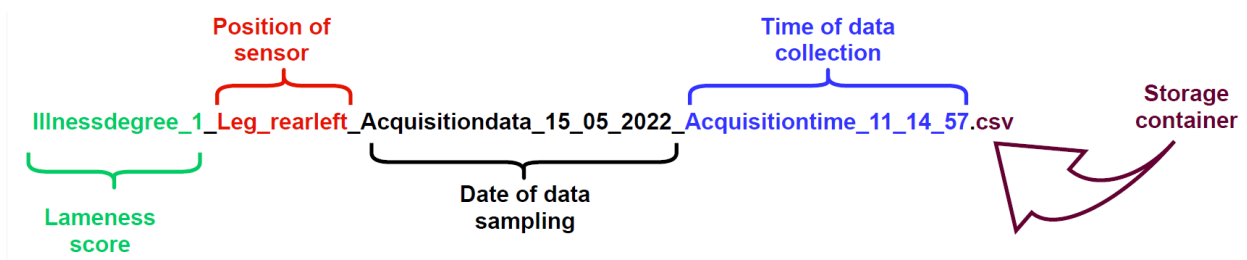 Position of
sensor
Time of data
collection
Storage
container
Illnessdegree_1_Leg_rearleft_Acquisitiondata_15_05_2022_Acquisitiontime_11_14_57.csv
Date of data
sampling
Lameness
score